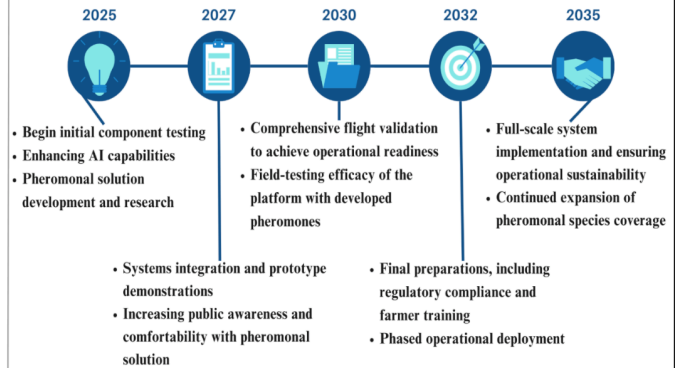 2025
2027
2030
2032
2035
• Begin initial component testing
• Enhancing AI capabilities
• Pheromonal solution
development and research
• Systems integration and prototype
demonstrations
• Increasing public awareness and
comfortability with pheromonal
solution
• Comprehensive flight validation
to achieve operational readiness
• Field-testing efficacy of the
platform with developed
pheromones
• Final preparations, including
regulatory compliance and
farmer training
• Phased operational deployment
• Full-scale system
implementation and ensuring
operational sustainability
• Continued expansion of
pheromonal species coverage